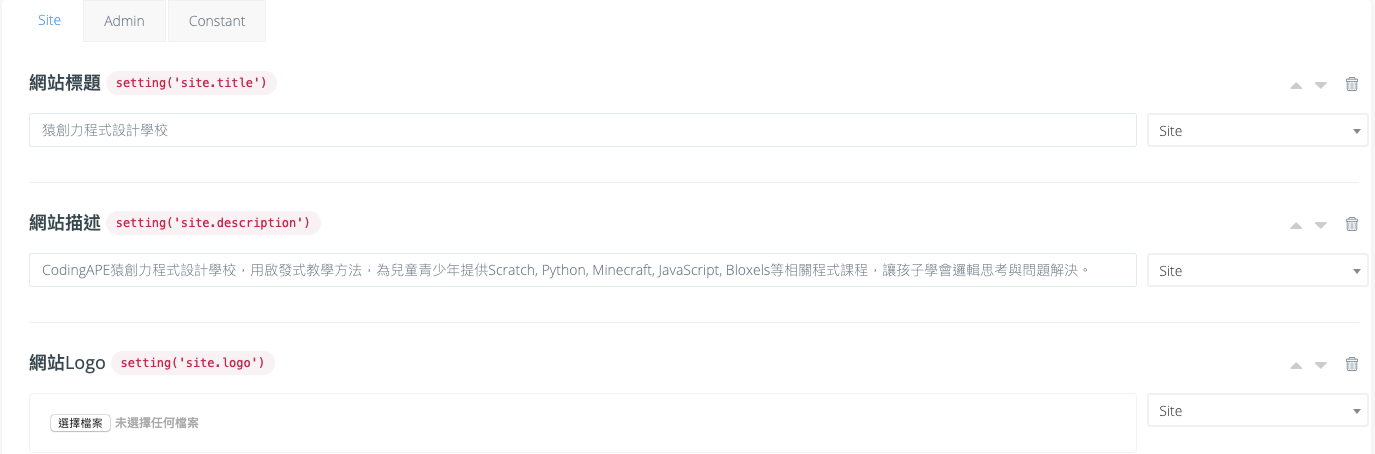 Site Admin Constant
網站標題 setting('site.title')
猿創力程式設計學校 Site
網站描述 setting('site.description')
CodingAPE猿創力程式設計學校，用啟發式教學方法，為兒童青少年提供Scratch, Python, Minecraft, JavaScript, Bloxels等相關程式課程，讓孩子學會邏輯思考與問題解決。 Site
網站Logo setting('site.logo')
選擇檔案 未選擇任何檔案 Site